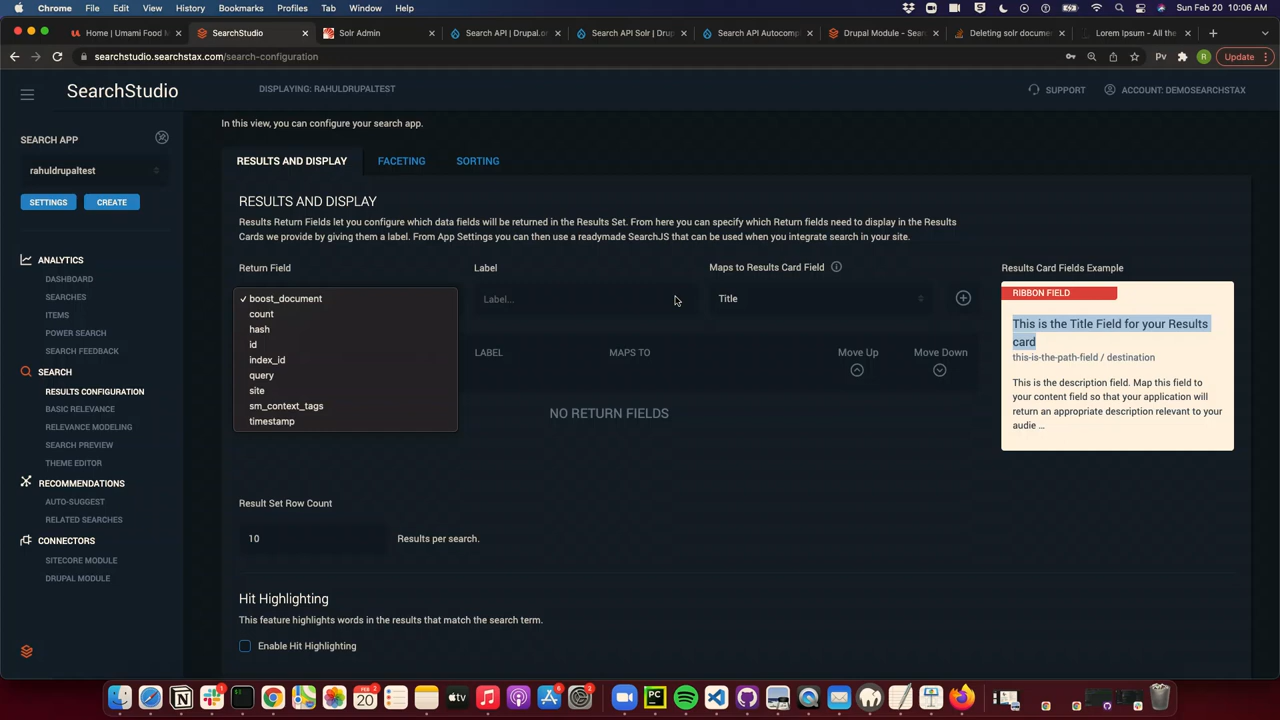 Chrome File Edit View History Bookmarks Profiles Tab Window Help Sun Feb 20 10:06 AM
Home | Umami Food M SearchStudio Solr Admin Search API | Drupal.or Search API Solr | Drup Search API Autocomp Drupal Module - Searc Deleting solr documen Lorem Ipsum - All the
searchstudio.searchstax.com/search-configuration Pv R Update
SearchStudio DISPLAYING: RAHULDRUPALTEST SUPPORT ACCOUNT: DEMOSEARCHSTAX
SEARCH APP
rahuldrupaltest
SETTINGS CREATE
ANALYTICS
DASHBOARD
SEARCHES
ITEMS
POWER SEARCH
SEARCH FEEDBACK
SEARCH
RESULTS CONFIGURATION
BASIC RELEVANCE
RELEVANCE MODELING
SEARCH PREVIEW
THEME EDITOR
RECOMMENDATIONS
AUTO-SUGGEST
RELATED SEARCHES
CONNECTORS
SITECORE MODULE
DRUPAL MODULE
In this view, you can configure your search app.
RESULTS AND DISPLAY FACETING SORTING
RESULTS AND DISPLAY
Results Return Fields let you configure which data fields will be returned in the Results Set. From here you can specify which Return fields need to display in the Results
Cards we provide by giving them a label. From App Settings you can then use a readymade SearchJS that can be used when you integrate search in your site.
Return Field Label Maps to Results Card Field Results Card Fields Example
✓ boost_document
count
hash
id
index_id
query
site
sm_context_tags
timestamp
Label... Title
LABEL MAPS TO Move Up Move Down
NO RETURN FIELDS
RIBBON FIELD
This is the Title Field for your Results
card
this-is-the-path-field / destination
This is the description field. Map this field to
your content field so that your application will
return an appropriate description relevant to your
audie ...
Result Set Row Count
10 Results per search.
Hit Highlighting
This feature highlights words in the results that match the search term.
Enable Hit Highlighting